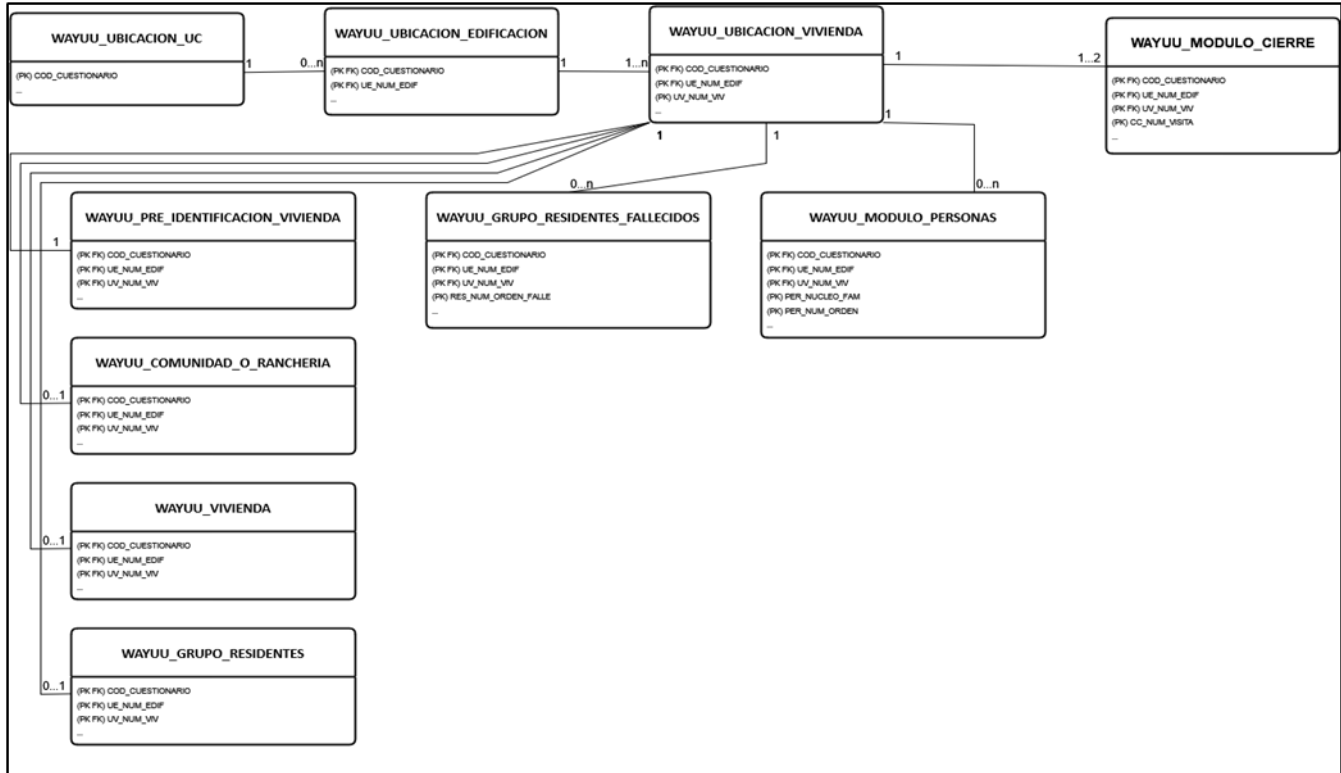 WAYUU_UBICACION_UC
(PK) COD_CUESTIONARIO
...
1
0...n
WAYUU_UBICACION_EDIFICACION
(PK FK) COD_CUESTIONARIO
(PK FK) UE_NUM_EDIF
...
1
1...n
WAYUU_UBICACION_VIVIENDA
(PK FK) COD_CUESTIONARIO
(PK FK) UE_NUM_EDIF
(PK) UV_NUM_VIV
...
1
1...2
WAYUU_MODULO_CIERRE
(PK FK) COD_CUESTIONARIO
(PK FK) UE_NUM_EDIF
(PK FK) UV_NUM_VIV
(PK) CC_NUM_VISITA
...
1
1
1
1
WAYUU_PRE_IDENTIFICACION_VIVIENDA
(PK FK) COD_CUESTIONARIO
(PK FK) UE_NUM_EDIF
(PK FK) UV_NUM_VIV
...
0...n
WAYUU_GRUPO_RESIDENTES_FALLECIDOS
(PK FK) COD_CUESTIONARIO
(PK FK) UE_NUM_EDIF
(PK FK) UV_NUM_VIV
(PK) RES_NUM_ORDEN_FALLE
...
0...n
WAYUU_MODULO_PERSONAS
(PK FK) COD_CUESTIONARIO
(PK FK) UE_NUM_EDIF
(PK FK) UV_NUM_VIV
(PK) PER_NUCLEO_FAM
(PK) PER_NUM_ORDEN
...
0...1
WAYUU_COMUNIDAD_O_RANCHERIA
(PK FK) COD_CUESTIONARIO
(PK FK) UE_NUM_EDIF
(PK FK) UV_NUM_VIV
...
0...1
WAYUU_VIVIENDA
(PK FK) COD_CUESTIONARIO
(PK FK) UE_NUM_EDIF
(PK FK) UV_NUM_VIV
...
0...1
WAYUU_GRUPO_RESIDENTES
(PK FK) COD_CUESTIONARIO
(PK FK) UE_NUM_EDIF
(PK FK) UV_NUM_VIV
...